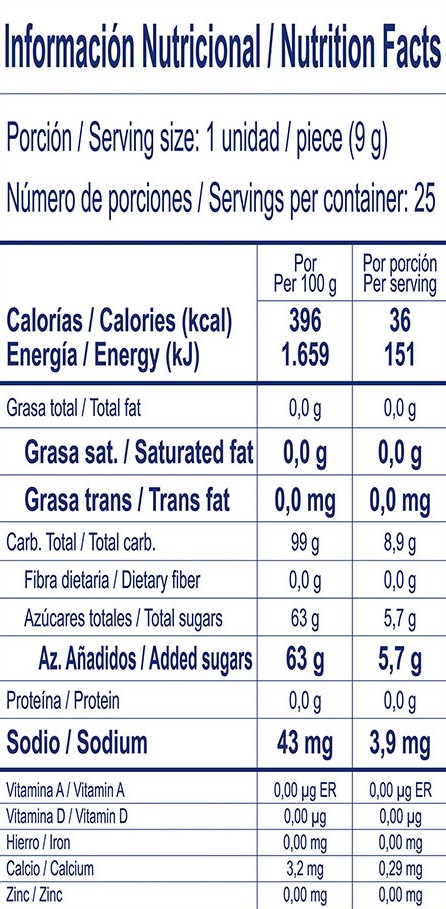 Información Nutricional / Nutrition Facts
Porción / Serving size: 1 unidad / piece (9 g)
Número de porciones / Servings per container: 25
Por Por porción
Per 100 g Per serving
Calorías / Calories (kcal) 396 36
Energía / Energy (kJ) 1.659 151
Grasa total / Total fat 0,0 g 0,0 g
Grasa sat. / Saturated fat 0,0 g 0,0 g
Grasa trans / Trans fat 0,0 mg 0,0 mg
Carb. Total / Total carb. 99 g 8,9 g
Fibra dietaria / Dietary fiber 0,0 g 0,0 g
Azúcares totales / Total sugars 63 g 5,7 g
Az. Añadidos / Added sugars 63 g 5,7 g
Proteína / Protein 0,0 g 0,0 g
Sodio / Sodium 43 mg 3,9 mg
Vitamina A / Vitamin A 0,00 µg ER 0,00 µg ER
Vitamina D / Vitamin D 0,00 µg 0,00 µg
Hierro / Iron 0,00 mg 0,00 mg
Calcio / Calcium 3,2 mg 0,29 mg
Zinc / Zinc 0,00 mg 0,00 mg